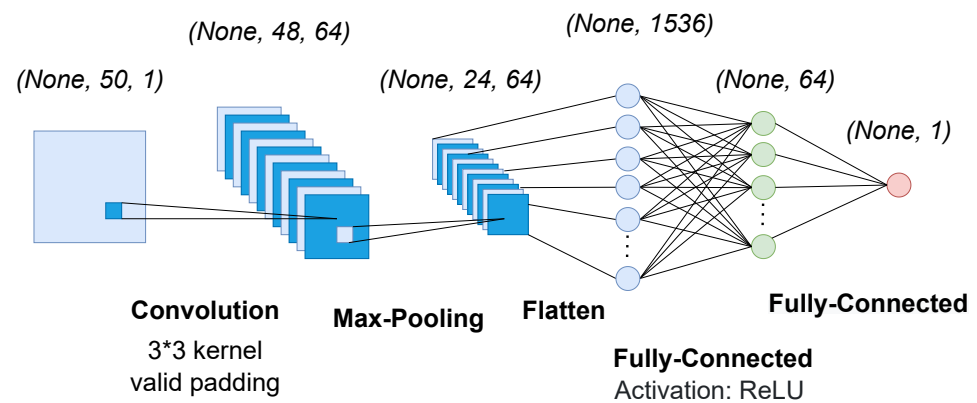 (None, 1536)
(None, 48, 64)
(None, 50, 1)
(None, 24, 64)
(None, 64)
(None, 1)
Convolution
3*3 kernel
valid padding
Max-Pooling
Flatten
Fully-Connected
Activation: ReLU
Fully-Connected